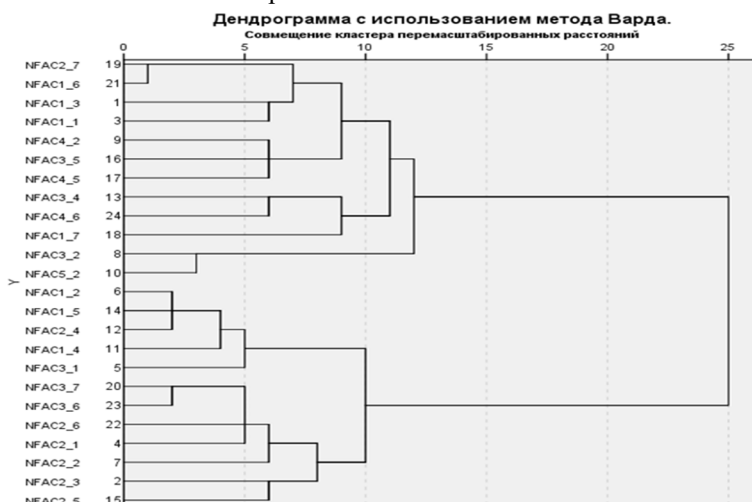 Дендрограмма с использованием метода Варда.
Совмещение кластера перемасштабированных расстояний
0 5 10 15 20 25
NFAC2_7 19
NFAC1_6 21
NFAC1_3 1
NFAC1_1 3
NFAC4_2 9
NFAC3_5 16
NFAC4_5 17
NFAC3_4 13
NFAC4_6 24
NFAC1_7 18
NFAC3_2 8
NFAC5_2 10
Y
NFAC1_2 6
NFAC1_5 14
NFAC2_4 12
NFAC1_4 11
NFAC3_1 5
NFAC3_7 20
NFAC3_6 23
NFAC2_6 22
NFAC2_1 4
NFAC2_2 7
NFAC2_3 2
NFAC2_5 15